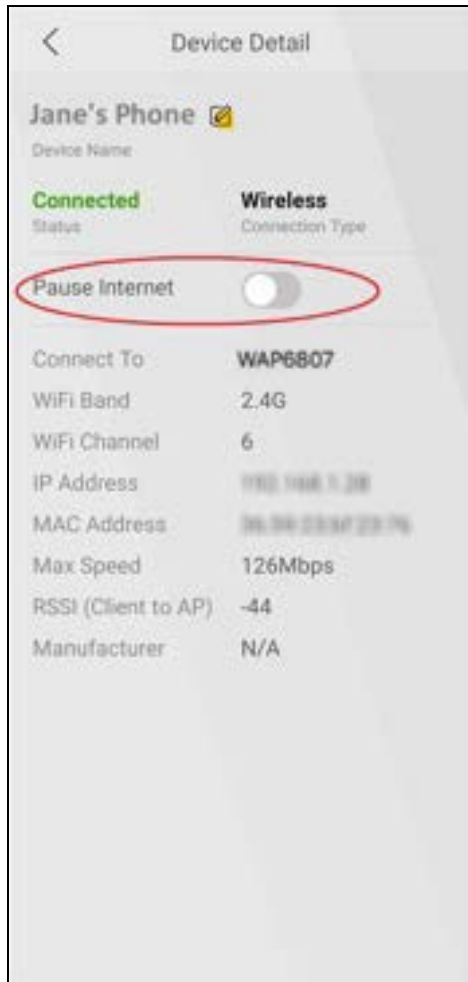 Device Detail
Jane's Phone
Device Name
Connected Wireless
Status Connection Type
Pause Internet
Connect To WAP6807
WiFi Band 2.4G
WiFi Channel 6
IP Address
MAC Address
Max Speed 126Mbps
RSSI (Client to AP) -44
Manufacturer N/A